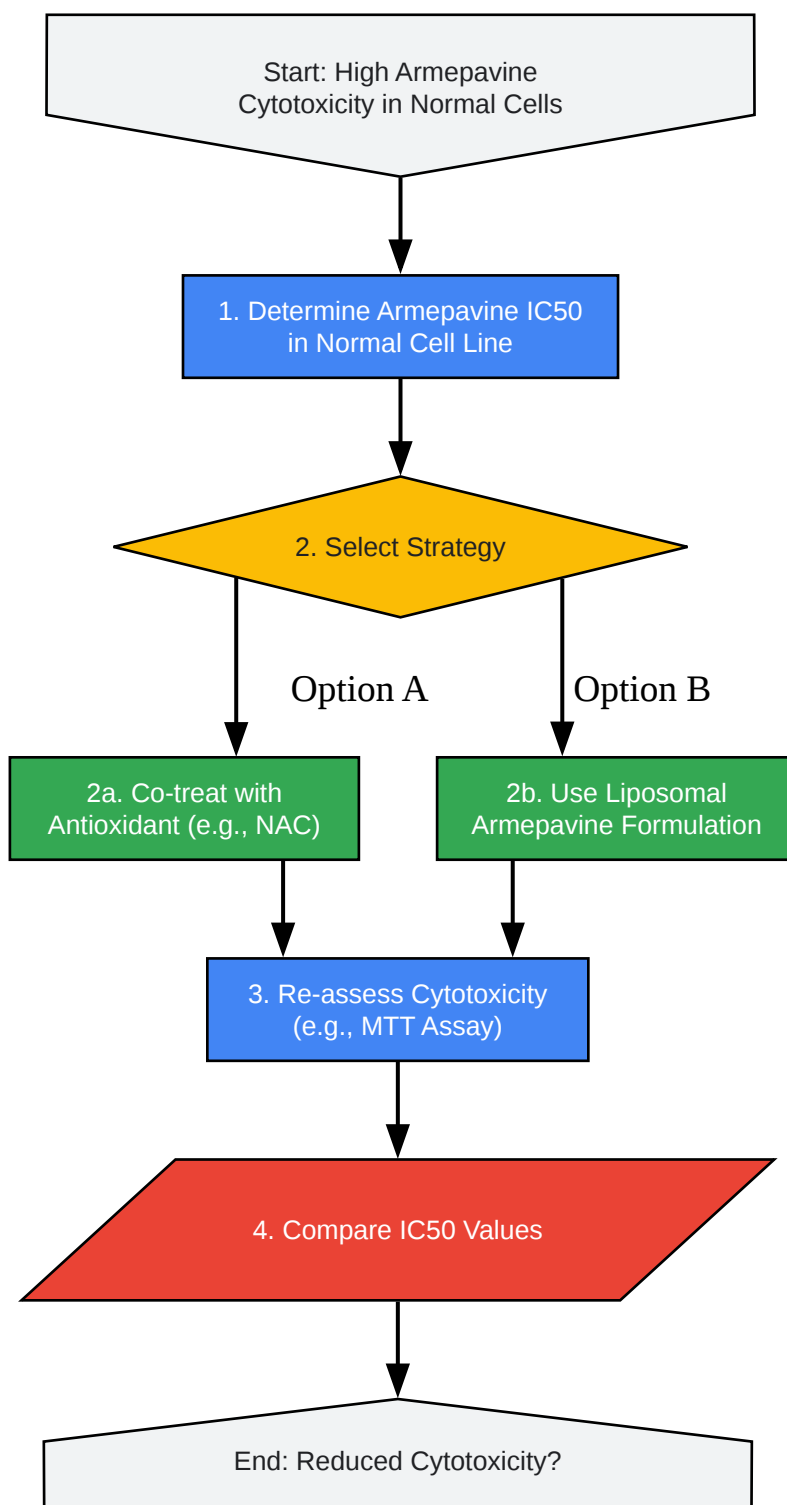 Start: High Armepavine
Cytotoxicity in Normal Cells
1. Determine Armepavine IC50
in Normal Cell Line
2. Select Strategy
Option A
Option B
2a. Co-treat with
Antioxidant (e.g., NAC)
2b. Use Liposomal
Armepavine Formulation
3. Re-assess Cytotoxicity
(e.g., MTT Assay)
4. Compare IC50 Values
End: Reduced Cytotoxicity?